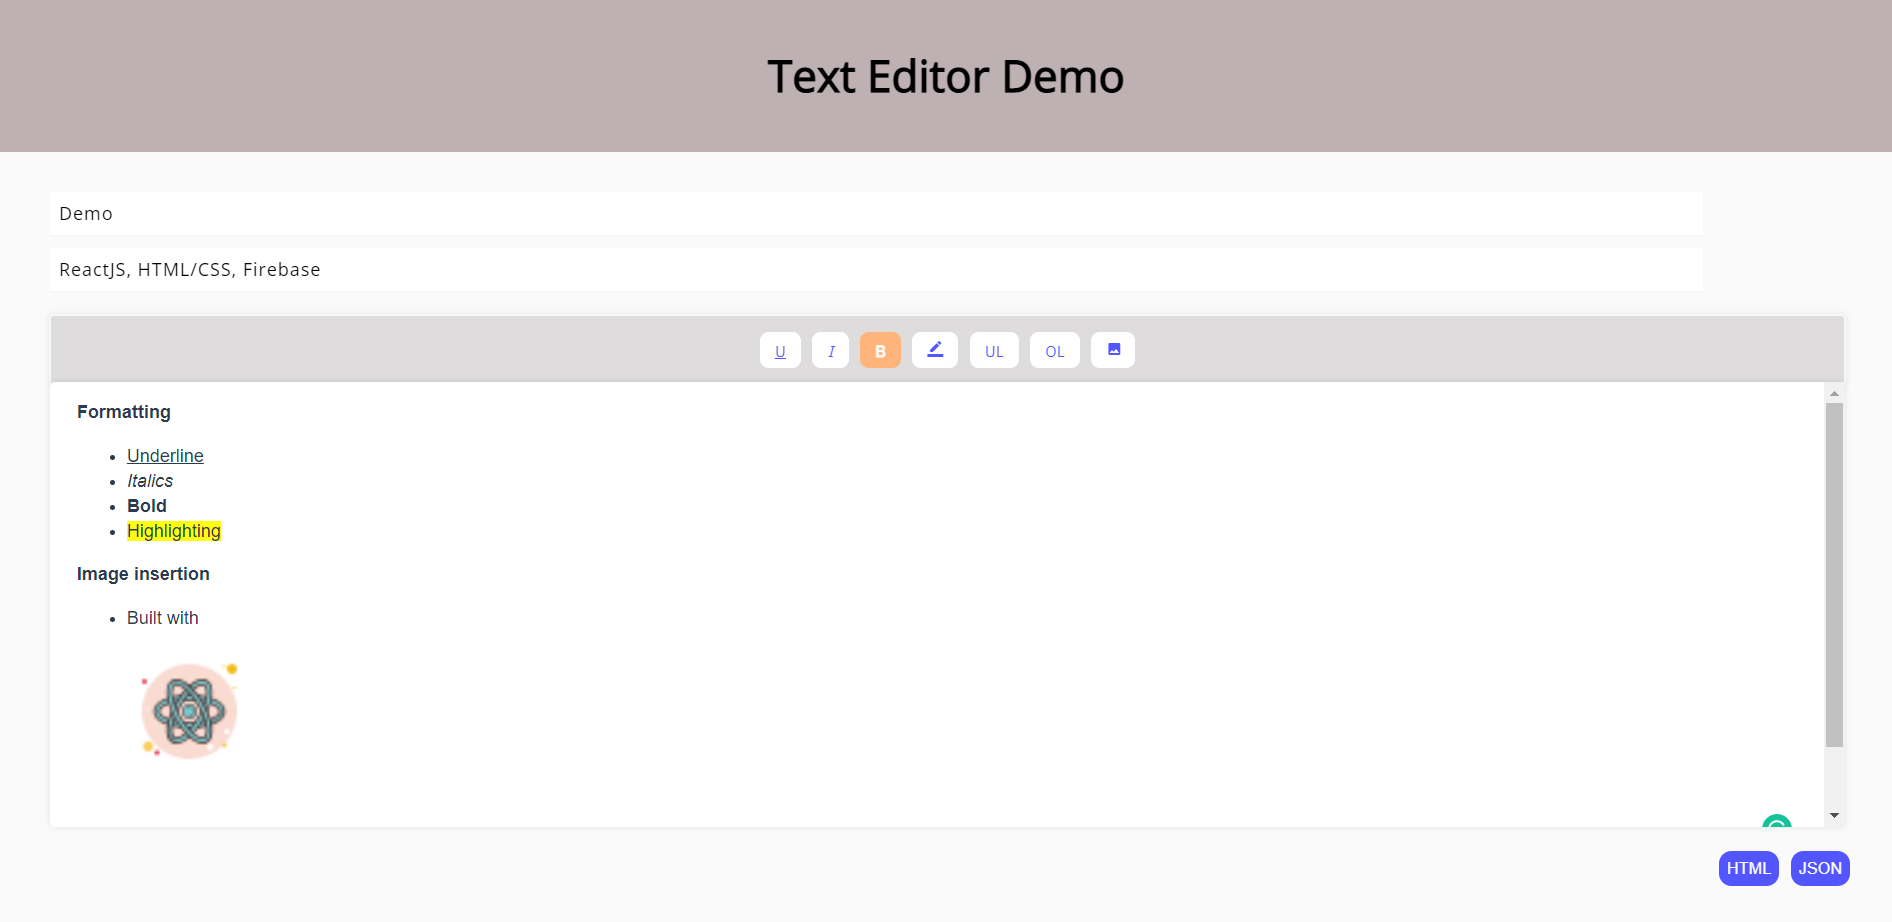 Text Editor Demo
Demo
ReactJS, HTML/CSS, Firebase
U I B UL OL
Formatting
Underline
Italics
Bold
Highlighting
Image insertion
Built with
HTML JSON